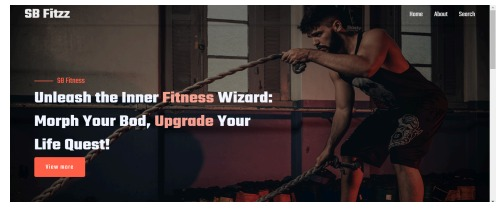 SB Fitzz
Home About Search
SB Fitness
Unleash the Inner Fitness Wizard:
Morph Your Bod, Upgrade Your
Life Quest!
View more